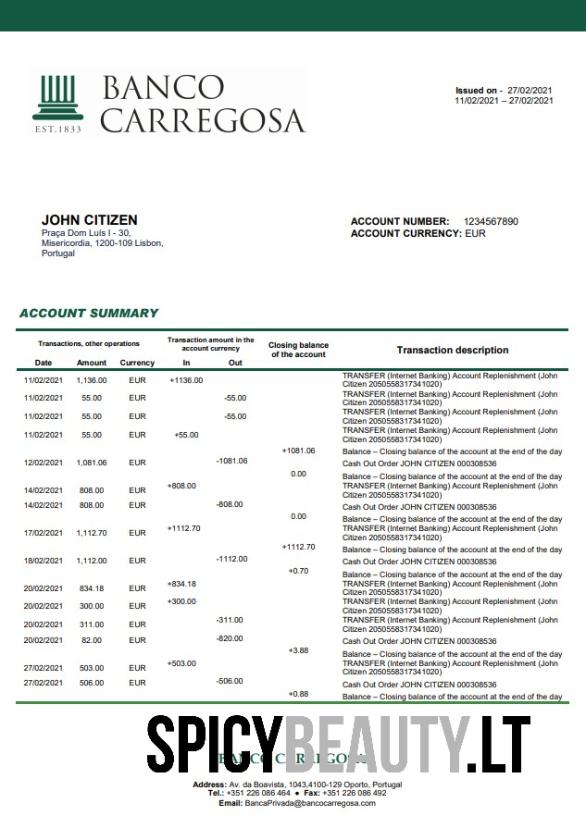 BANCO
CARREGOSA
EST.1833
Issued on - 27/02/2021
11/02/2021 – 27/02/2021
JOHN CITIZEN
Praça Dom Luís I - 30,
Misericordia, 1200-109 Lisbon,
Portugal
ACCOUNT NUMBER: 1234567890
ACCOUNT CURRENCY: EUR
ACCOUNT SUMMARY
Transactions, other operations
Transaction amount in the
account currency
Closing balance
of the account
Transaction description
Date Amount Currency In Out
11/02/2021 1,136.00 EUR +1136.00 TRANSFER (Internet Banking) Account Replenishment (John
Citizen 2050558317341020)
11/02/2021 55.00 EUR -55.00 TRANSFER (Internet Banking) Account Replenishment (John
Citizen 2050558317341020)
11/02/2021 55.00 EUR -55.00 TRANSFER (Internet Banking) Account Replenishment (John
Citizen 2050558317341020)
11/02/2021 55.00 EUR +55.00 TRANSFER (Internet Banking) Account Replenishment (John
Citizen 2050558317341020)
+1081.06 Balance – Closing balance of the account at the end of the day
12/02/2021 1,081.06 EUR -1081.06 Cash Out Order JOHN CITIZEN 000308536
0.00 Balance – Closing balance of the account at the end of the day
14/02/2021 808.00 EUR +808.00 TRANSFER (Internet Banking) Account Replenishment (John
Citizen 2050558317341020)
14/02/2021 808.00 EUR -808.00 Cash Out Order JOHN CITIZEN 000308536
0.00 Balance – Closing balance of the account at the end of the day
17/02/2021 1,112.70 EUR +1112.70 TRANSFER (Internet Banking) Account Replenishment (John
Citizen 2050558317341020)
+1112.70 Balance – Closing balance of the account at the end of the day
18/02/2021 1,112.00 EUR -1112.00 Cash Out Order JOHN CITIZEN 000308536
+0.70 Balance – Closing balance of the account at the end of the day
20/02/2021 834.18 EUR +834.18 TRANSFER (Internet Banking) Account Replenishment (John
Citizen 2050558317341020)
20/02/2021 300.00 EUR +300.00 TRANSFER (Internet Banking) Account Replenishment (John
Citizen 2050558317341020)
20/02/2021 311.00 EUR -311.00 TRANSFER (Internet Banking) Account Replenishment (John
Citizen 2050558317341020)
20/02/2021 82.00 EUR -820.00 Cash Out Order JOHN CITIZEN 000308536
+3.88 Balance – Closing balance of the account at the end of the day
27/02/2021 503.00 EUR +503.00 TRANSFER (Internet Banking) Account Replenishment (John
Citizen 2050558317341020)
27/02/2021 506.00 EUR -506.00 Cash Out Order JOHN CITIZEN 000308536
+0.88 Balance – Closing balance of the account at the end of the day
SPICYBEAUTY.LT
Address: Av. da Boavista, 1043,4100-129 Oporto, Portugal
Tel.: +351 226 086 464 ● Fax: +351 226 086 492
Email: BancaPrivada@bancocarregosa.com